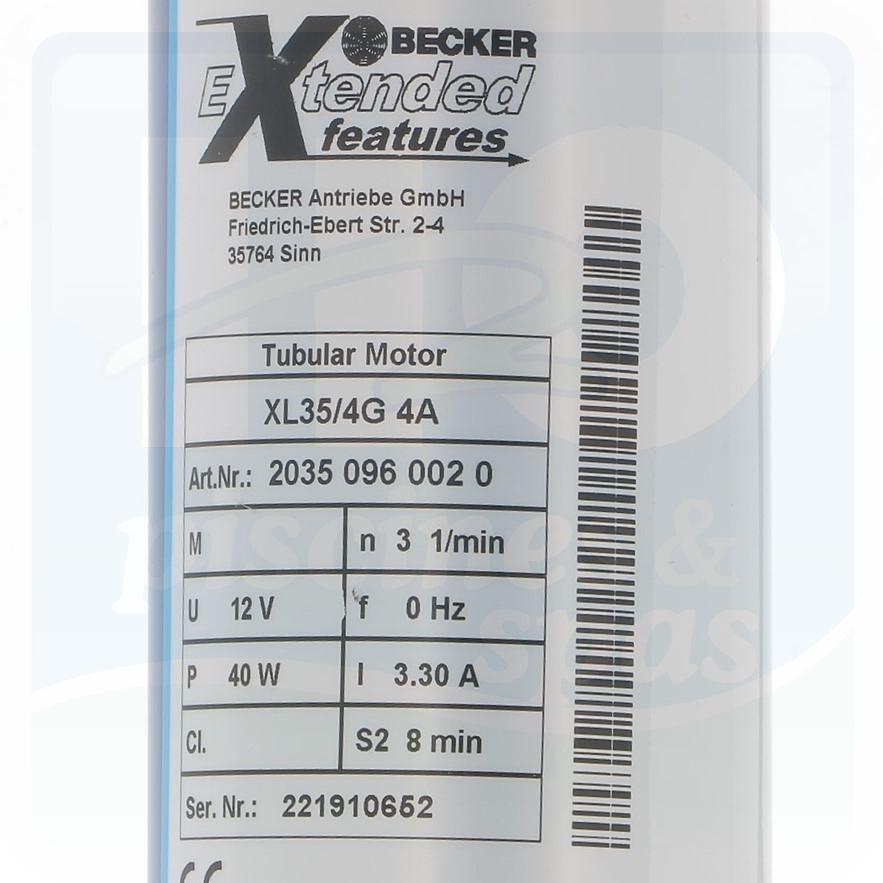 BECKER
EXtended
features
BECKER Antriebe GmbH
Friedrich-Ebert Str. 2-4
35764 Sinn
Tubular Motor
XL35/4G 4A
Art.Nr.: 2035 096 002 0
M n 3 1/min
U 12 V f 0 Hz
P 40 W I 3.30 A
Cl. S2 8 min
Ser. Nr.: 221910652
CE
piscines &
spas